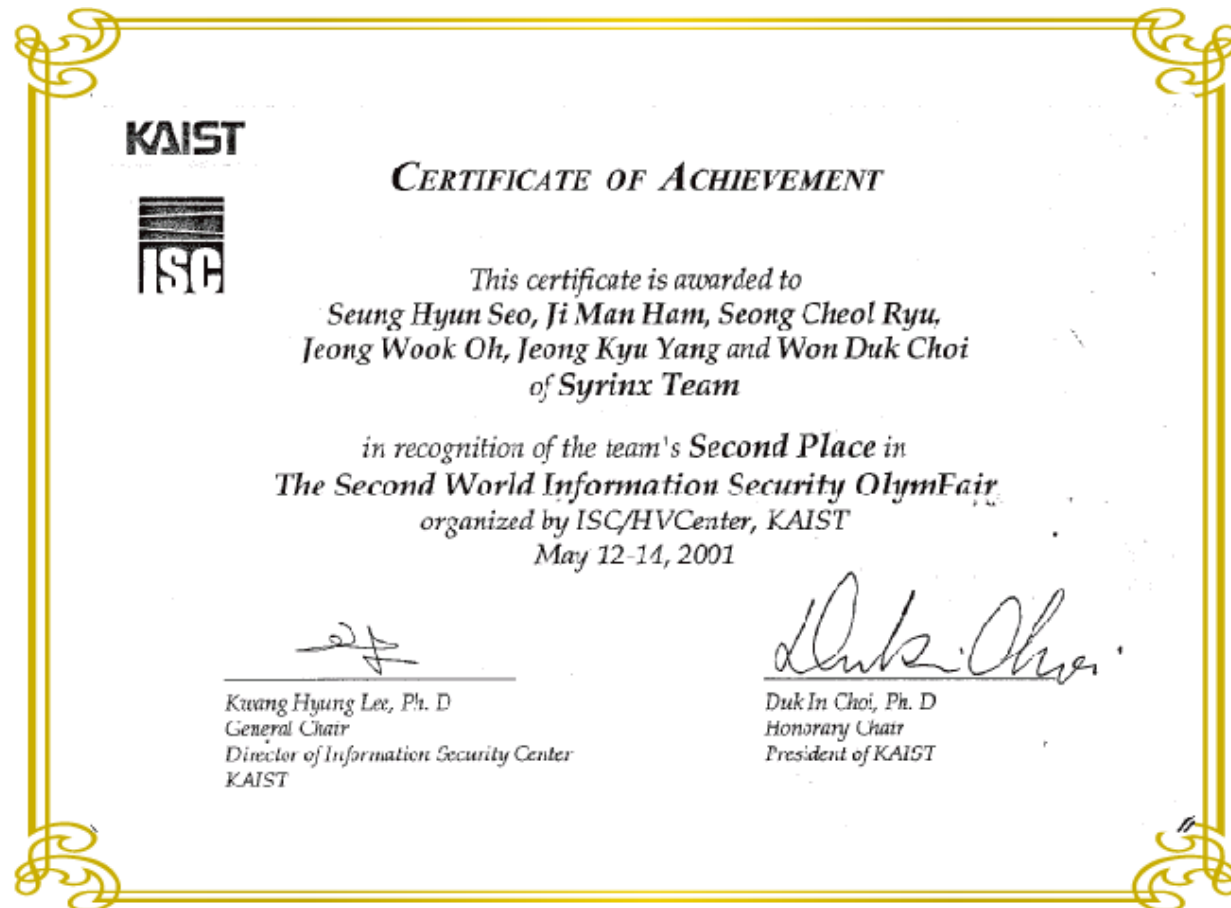 KAIST
ISC
CERTIFICATE OF ACHIEVEMENT
This certificate is awarded to
Seung Hyun Seo, Ji Man Ham, Seong Cheol Ryu,
Jeong Wook Oh, Jeong Kyu Yang and Won Duk Choi
of Syrinx Team
in recognition of the team's Second Place in
The Second World Information Security OlymFair
organized by ISC/HVCenter, KAIST
May 12-14, 2001
Kwang Hyung Lee, Ph. D
General Chair
Director of Information Security Center
KAIST
Duk In Choi, Ph. D
Honorary Chair
President of KAIST